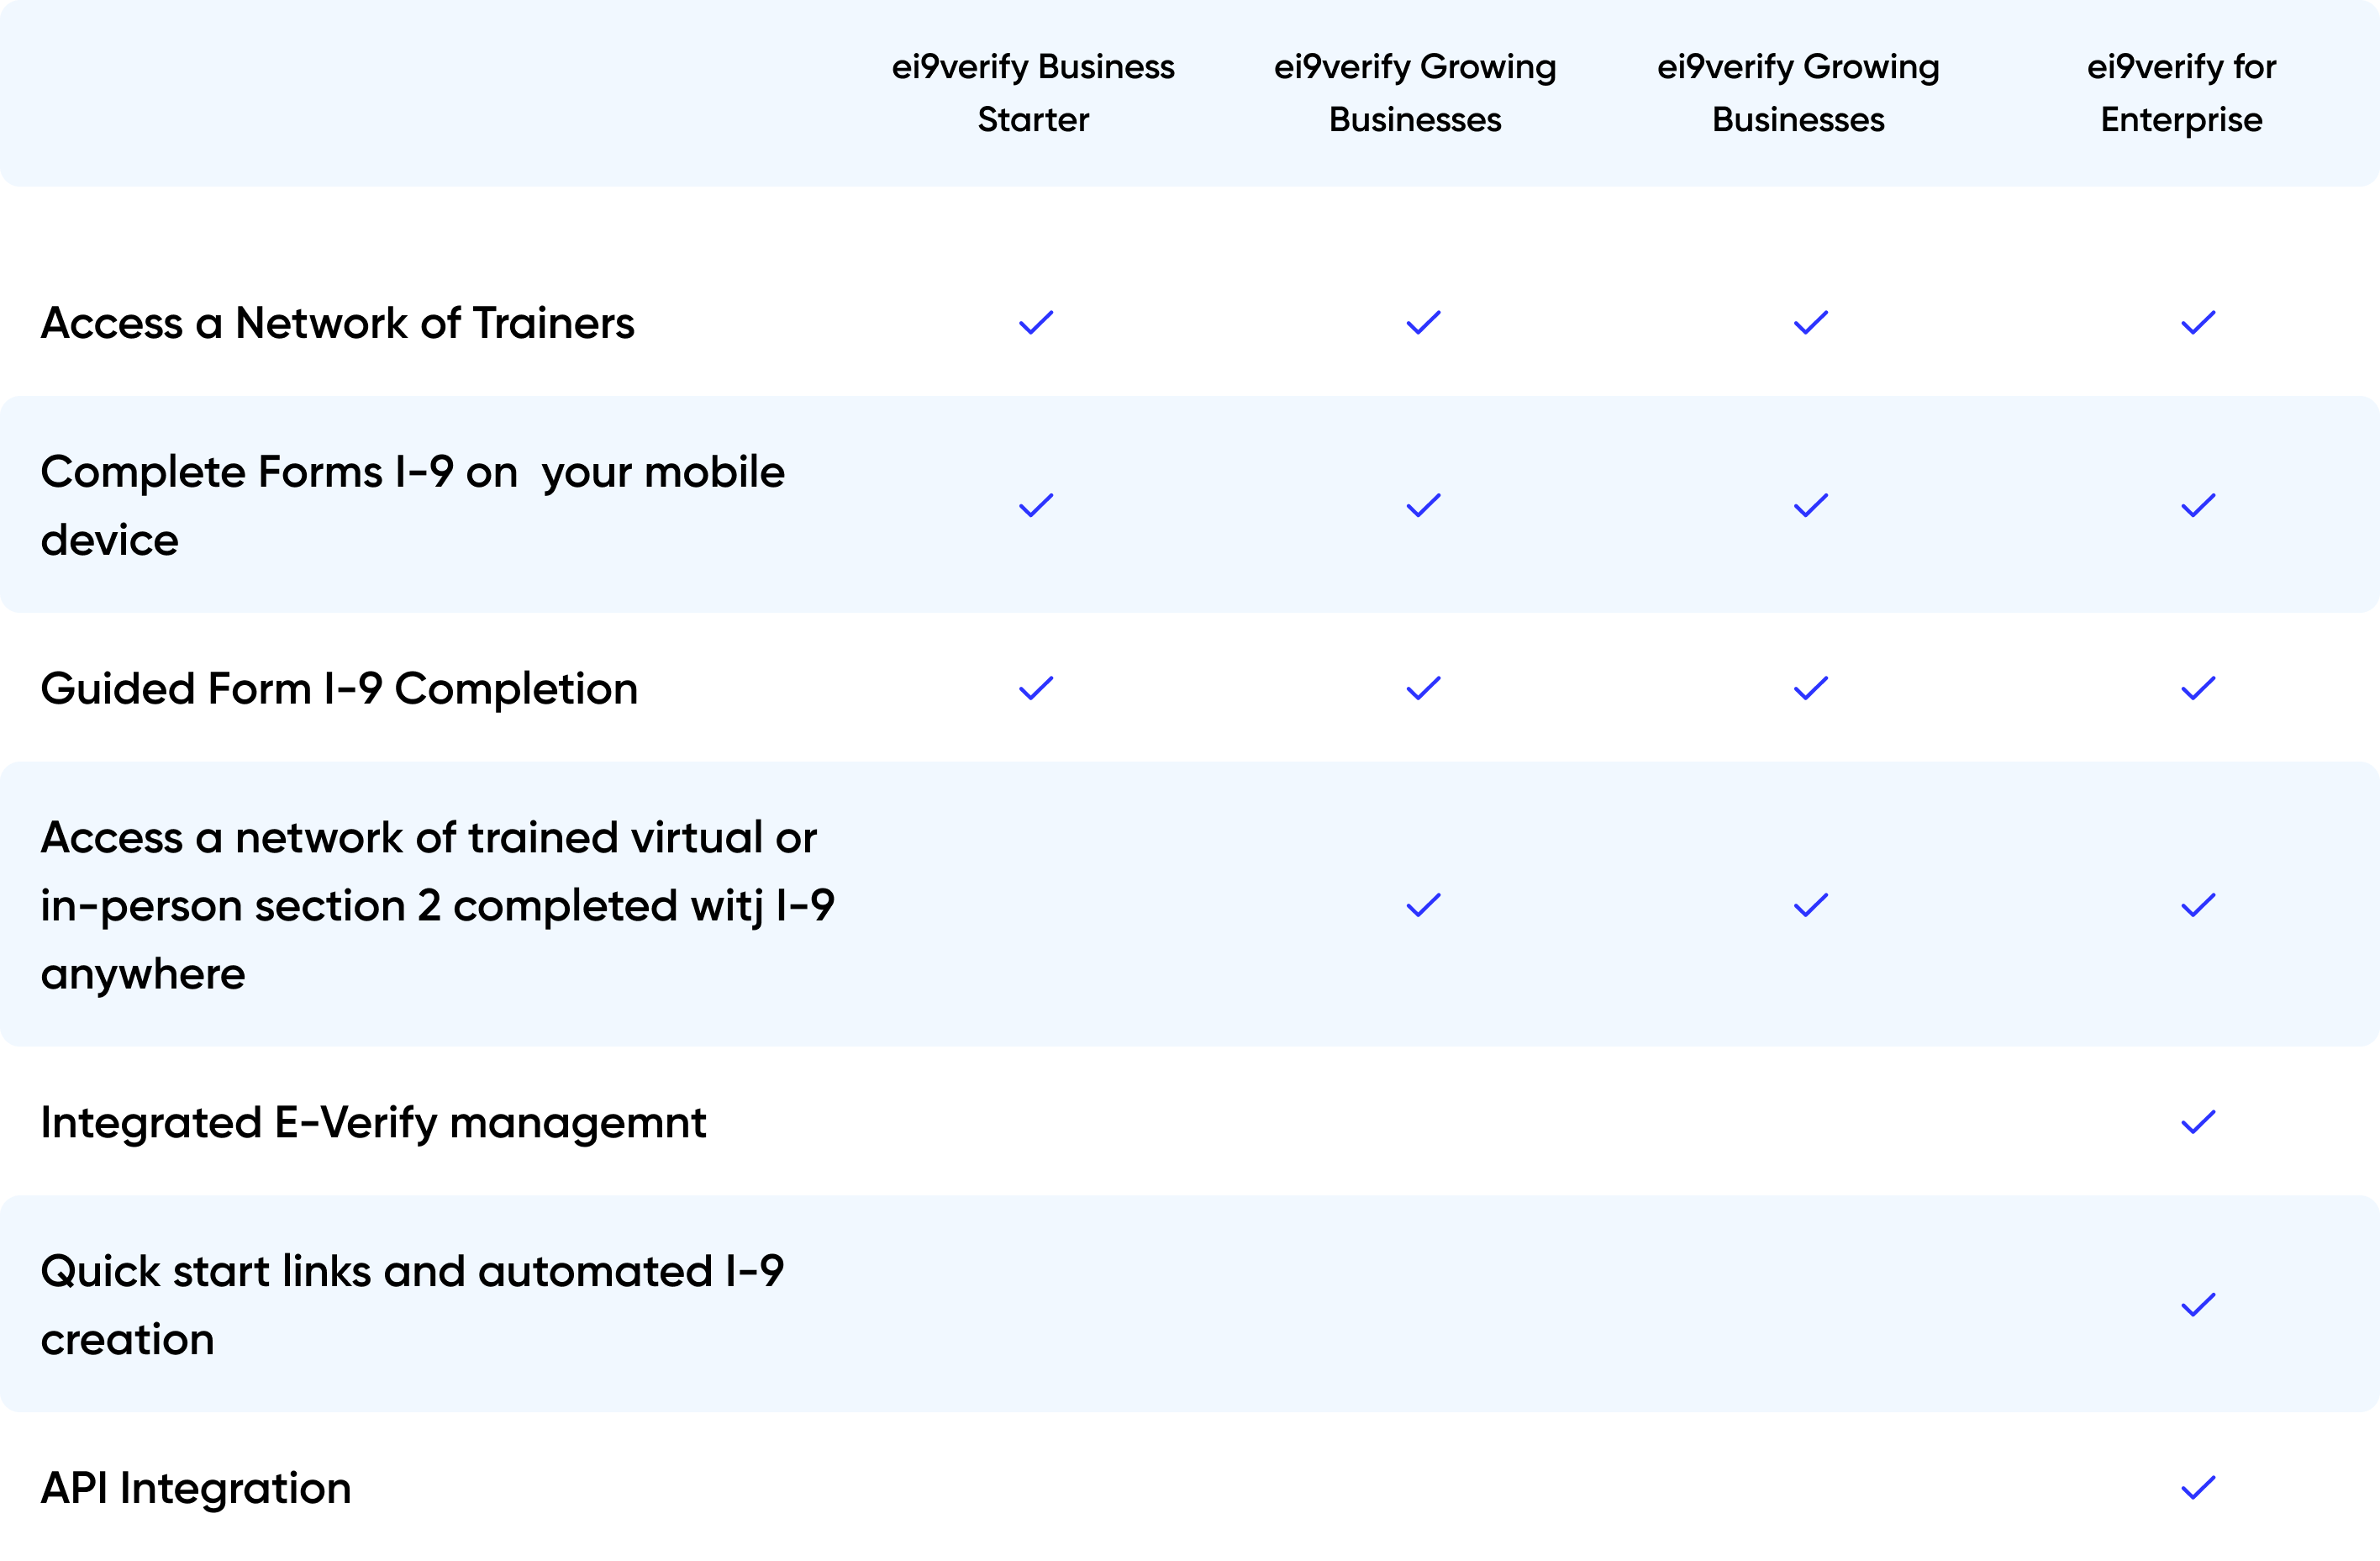 ei9verify Business
Starter
ei9verify Growing
Businesses
ei9verify Growing
Businesses
ei9verify for
Enterprise
Access a Network of Trainers
Complete Forms I-9 on  your mobile
device
Guided Form I-9 Completion
Access a network of trained virtual or
in-person section 2 completed witj I-9
anywhere
Integrated E-Verify managemnt
Quick start links and automated I-9
creation
API Integration